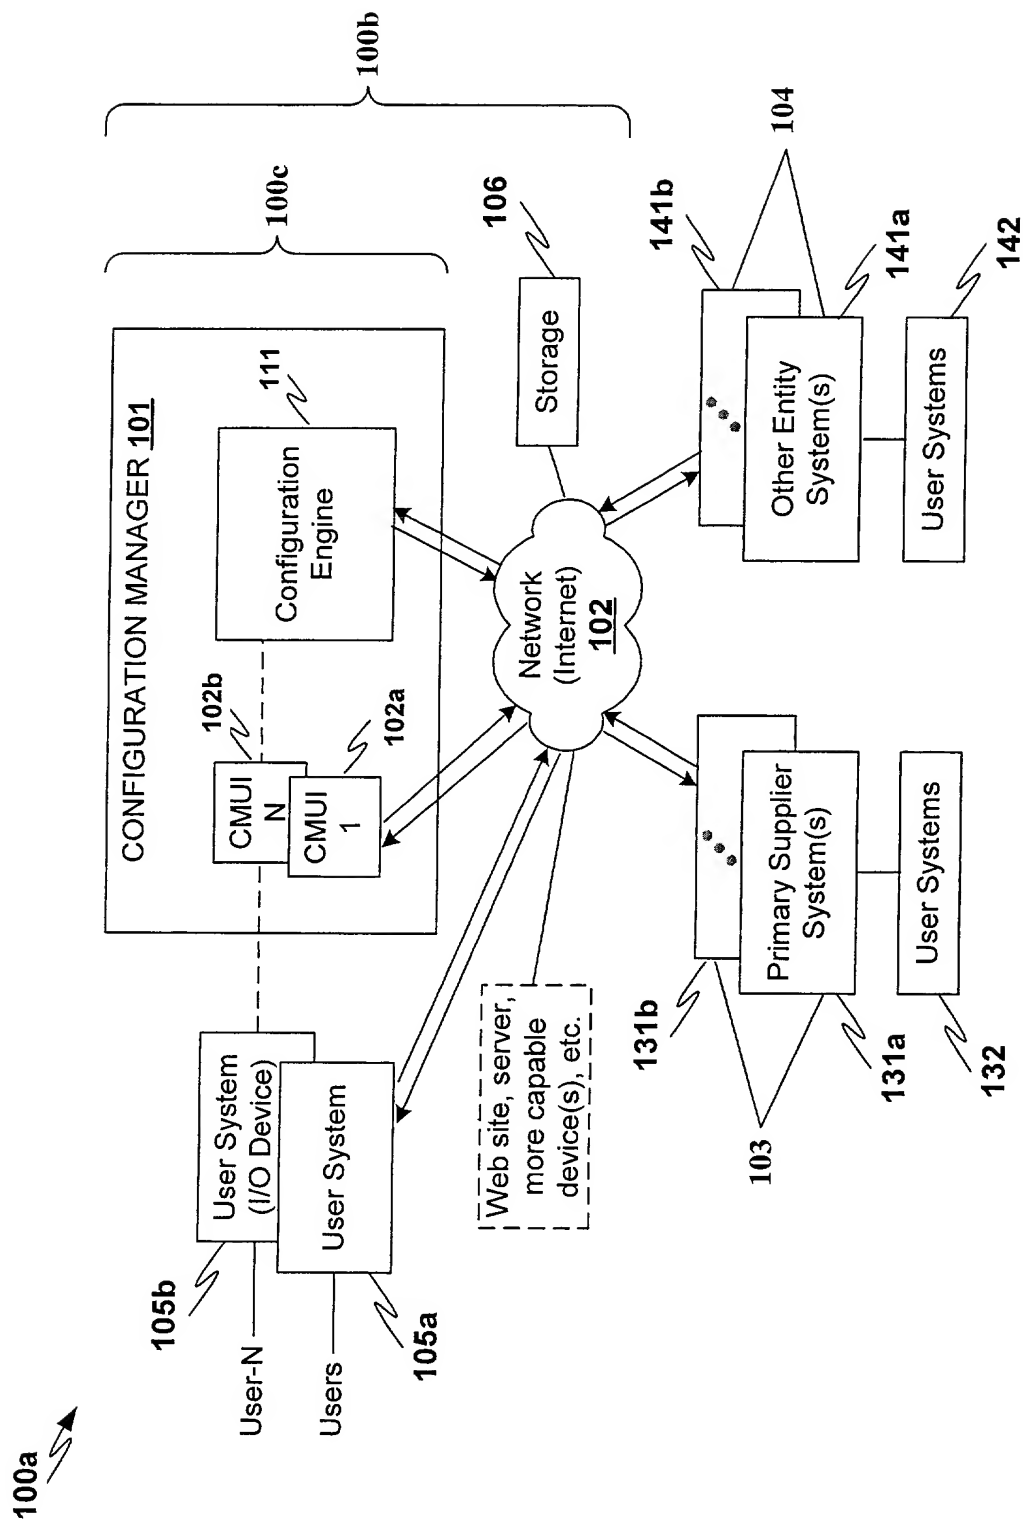 100a
100b
100c
CONFIGURATION MANAGER 101
111
Configuration
Engine
102b
CMUI
N
102a
CMUI
1
105b
User System
(I/O Device)
User-N
User System
Users
105a
106
Storage
Network
(Internet)
102
Web site, server,
more capable
device(s), etc.
131b
Primary Supplier
System(s)
103
131a
User Systems
132
141b
104
Other Entity
System(s)
141a
User Systems
142